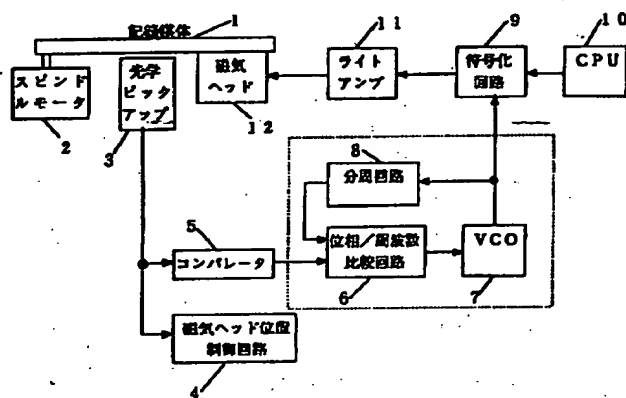 記録媒体
1
11
9
10
スピンド
ルモータ
2
光学
ピック
アップ
3
磁気
ヘッド
12
ライト
アンプ
符号化
回路
CPU
8
分周回路
5
コンパレータ
位相/周波数
比較回路
6
VCO
7
磁気ヘッド位置
制御回路
4